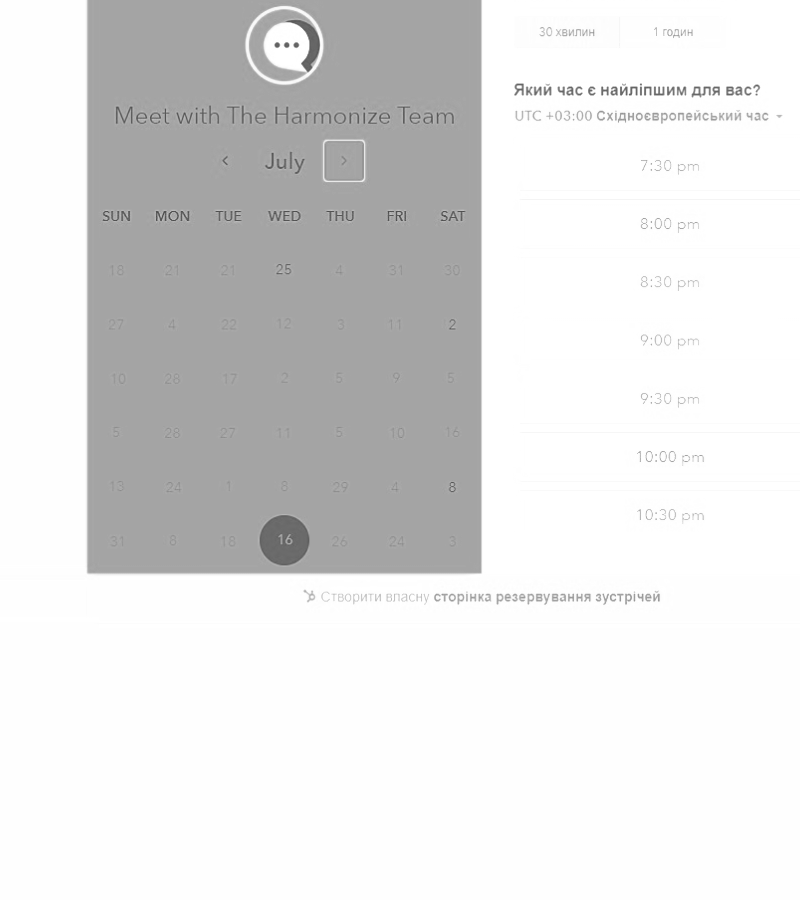 30 хвилин 1 годин
Meet with The Harmonize Team
Який час є найліпшим для вас?
UTC +03:00 Східноєвропейський час
July
SUN MON TUE WED THU FRI SAT
18 21 21 25 4 31 30
27 4 22 12 3 11 2
10 28 17 2 5 9 5
5 28 27 11 5 10 16
13 24 1 8 29 4 8
31 8 18 16 26 24 3
7:30 pm
8:00 pm
8:30 pm
9:00 pm
9:30 pm
10:00 pm
10:30 pm
Створити власну сторінка резервування зустрічей